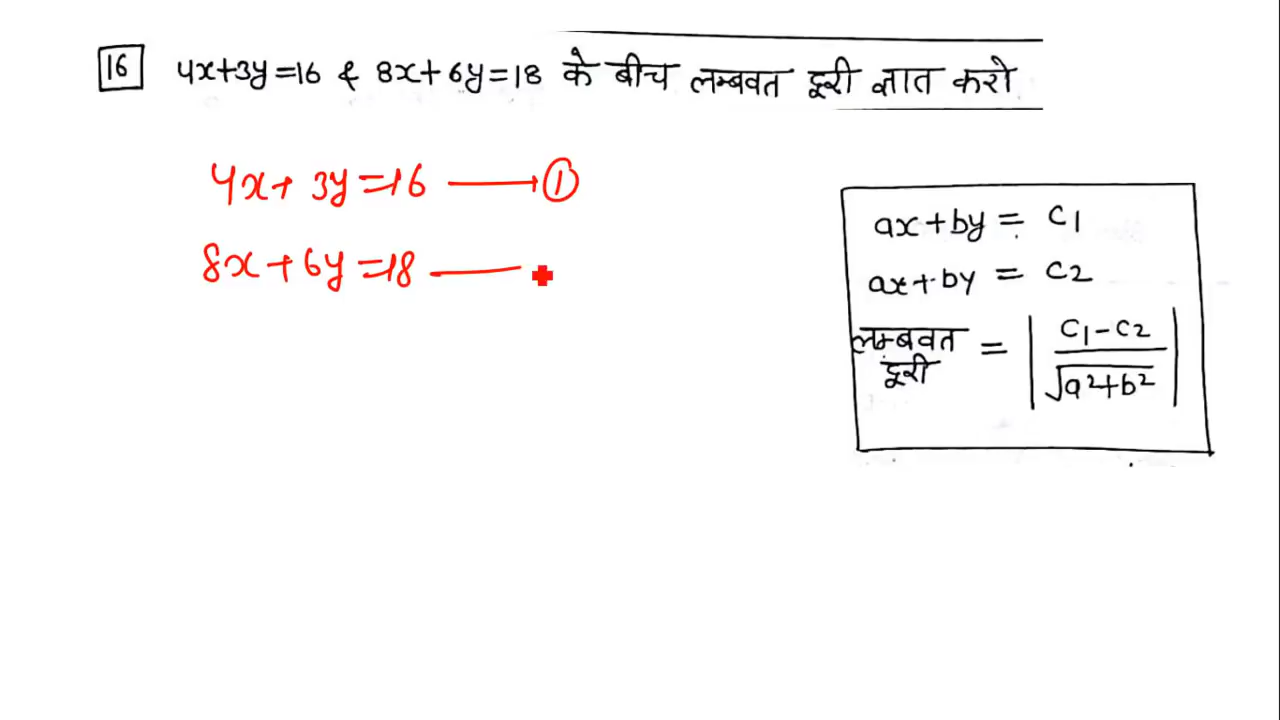 16 4x+3y=16 & 8x+6y=18 के बीच लम्बवत दूरी ज्ञात करो
4x+3y=16 ——— ①
8x+6y=18 ———
ax+by = c1
ax+by = c2
लम्बवत दूरी = | c1-c2 / √a²+b² |